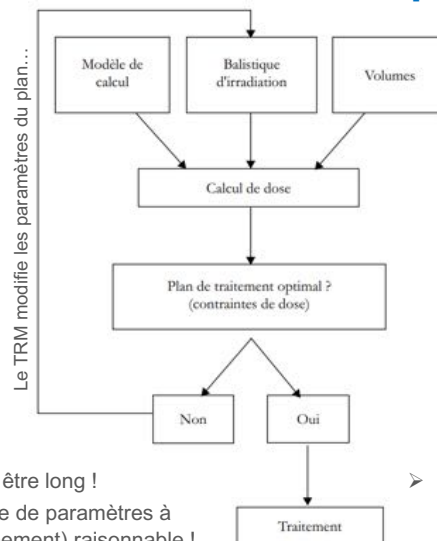 Le TRM modifie les paramètres du plan…
Modèle de
calcul
Balistique
d'irradiation
Volumes
Calcul de dose
Plan de traitement optimal ?
(contraintes de dose)
Non
Oui
être long !
➢
e de paramètres à
ement) raisonnable !
Traitement